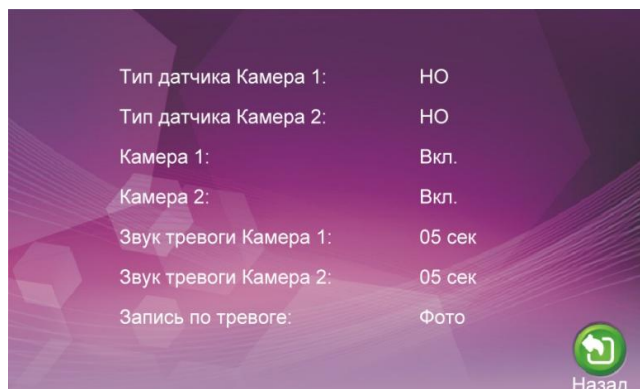 Тип датчика Камера 1: НО
Тип датчика Камера 2: НО
Камера 1: Вкл.
Камера 2: Вкл.
Звук тревоги Камера 1: 05 сек
Звук тревоги Камера 2: 05 сек
Запись по тревоге: Фото
Назад